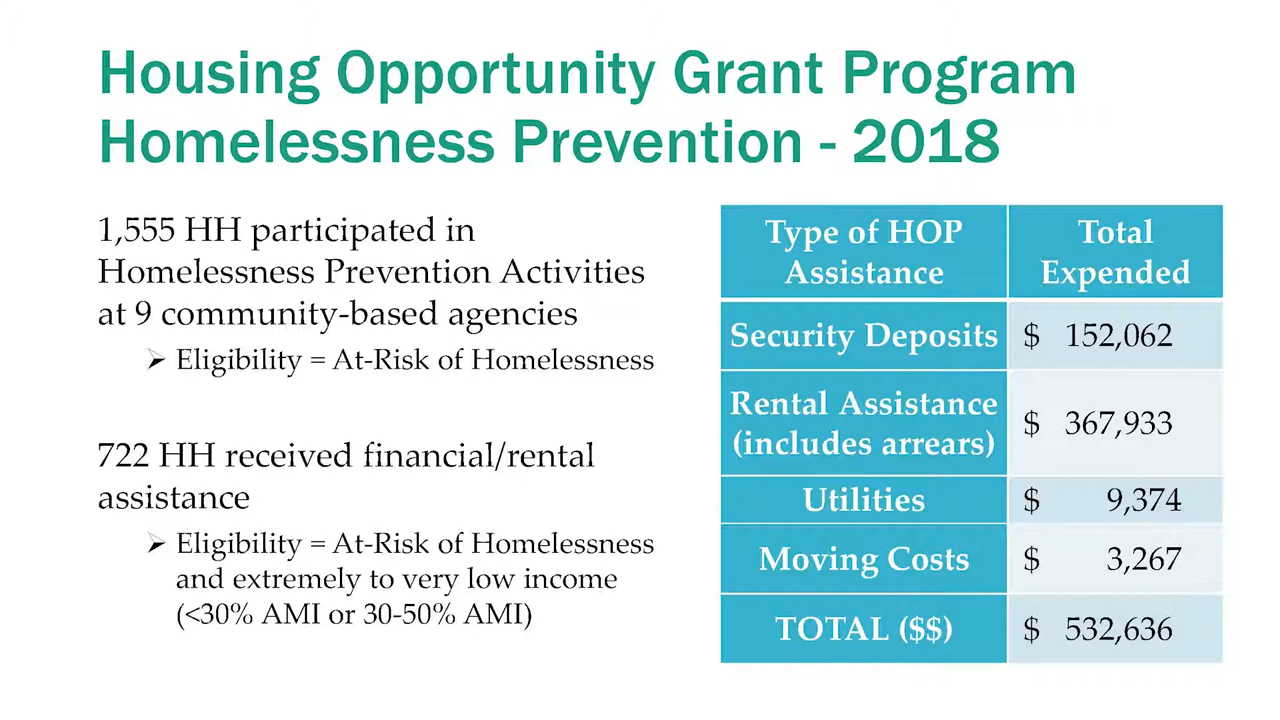 Housing Opportunity Grant Program
Homelessness Prevention - 2018
1,555 HH participated in
Homelessness Prevention Activities
at 9 community-based agencies
➢ Eligibility = At-Risk of Homelessness
722 HH received financial/rental
assistance
➢ Eligibility = At-Risk of Homelessness
and extremely to very low income
(<30% AMI or 30-50% AMI)
Type of HOP
Assistance
Total
Expended
Security Deposits $ 152,062
Rental Assistance
(includes arrears) $ 367,933
Utilities $ 9,374
Moving Costs $ 3,267
TOTAL ($$) $ 532,636